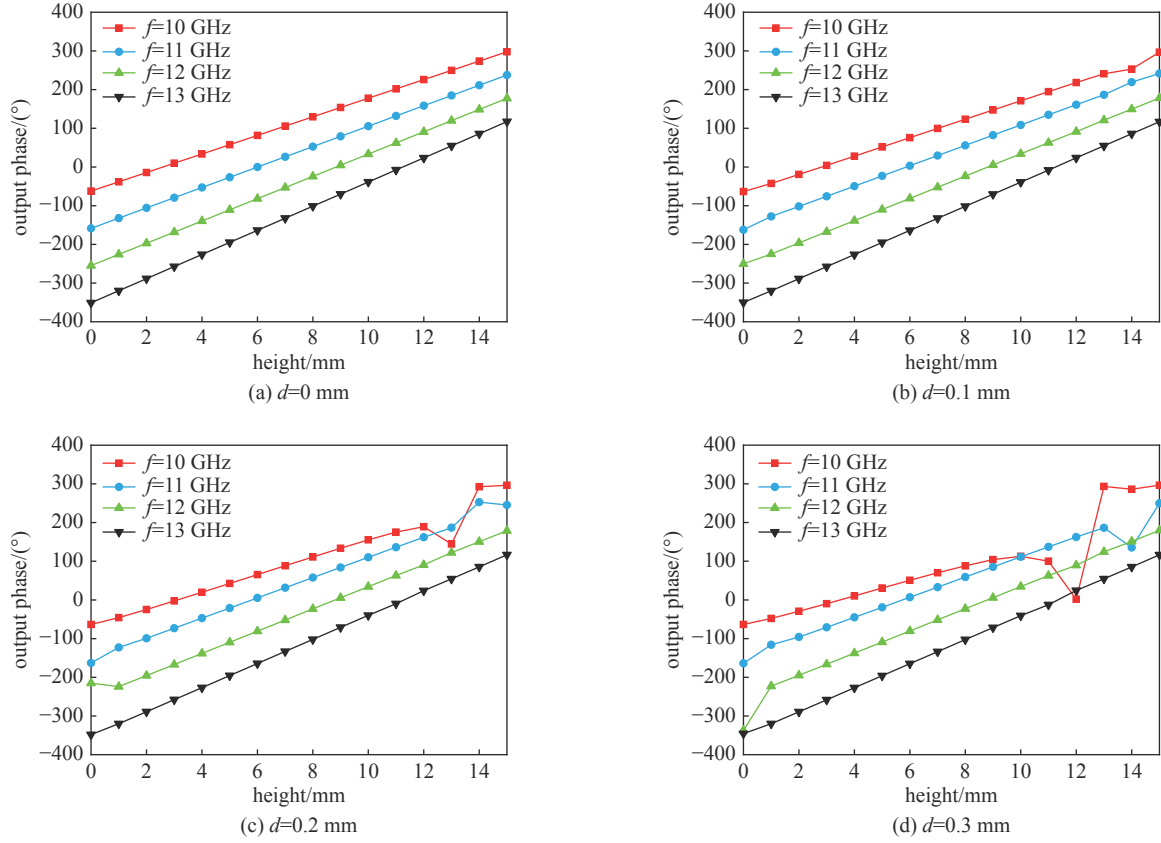 400
300
200
100
0
−100
−200
−300
−400
output phase/(°)
f=10 GHz
f=11 GHz
f=12 GHz
f=13 GHz
0 2 4 6 8 10 12 14
height/mm
(a) d=0 mm
400
300
200
100
0
−100
−200
−300
−400
output phase/(°)
f=10 GHz
f=11 GHz
f=12 GHz
f=13 GHz
0 2 4 6 8 10 12 14
height/mm
(b) d=0.1 mm
400
300
200
100
0
−100
−200
−300
−400
output phase/(°)
f=10 GHz
f=11 GHz
f=12 GHz
f=13 GHz
0 2 4 6 8 10 12 14
height/mm
(c) d=0.2 mm
400
300
200
100
0
−100
−200
−300
−400
output phase/(°)
f=10 GHz
f=11 GHz
f=12 GHz
f=13 GHz
0 2 4 6 8 10 12 14
height/mm
(d) d=0.3 mm